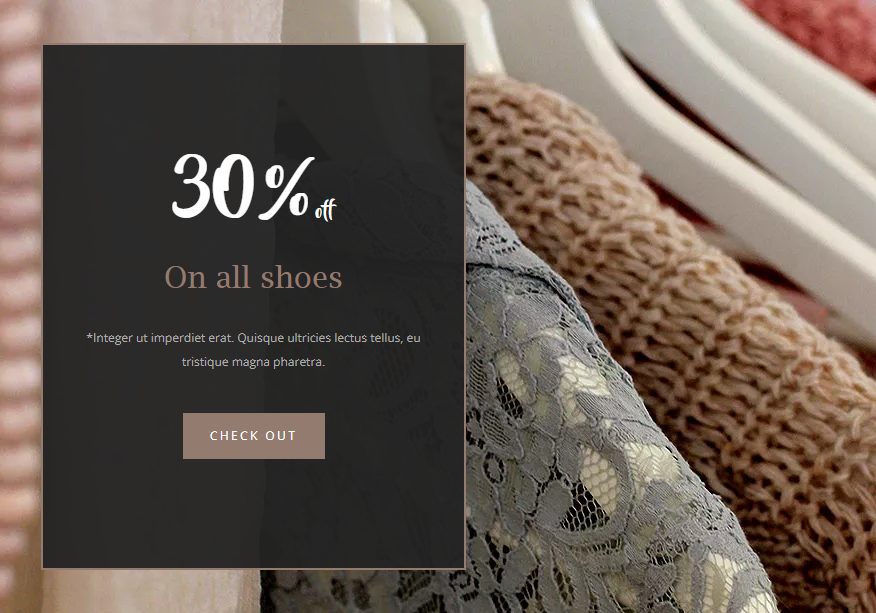 30% off
On all shoes
*Integer ut imperdiet erat. Quisque ultricies lectus tellus, eu
tristique magna pharetra.
CHECK OUT